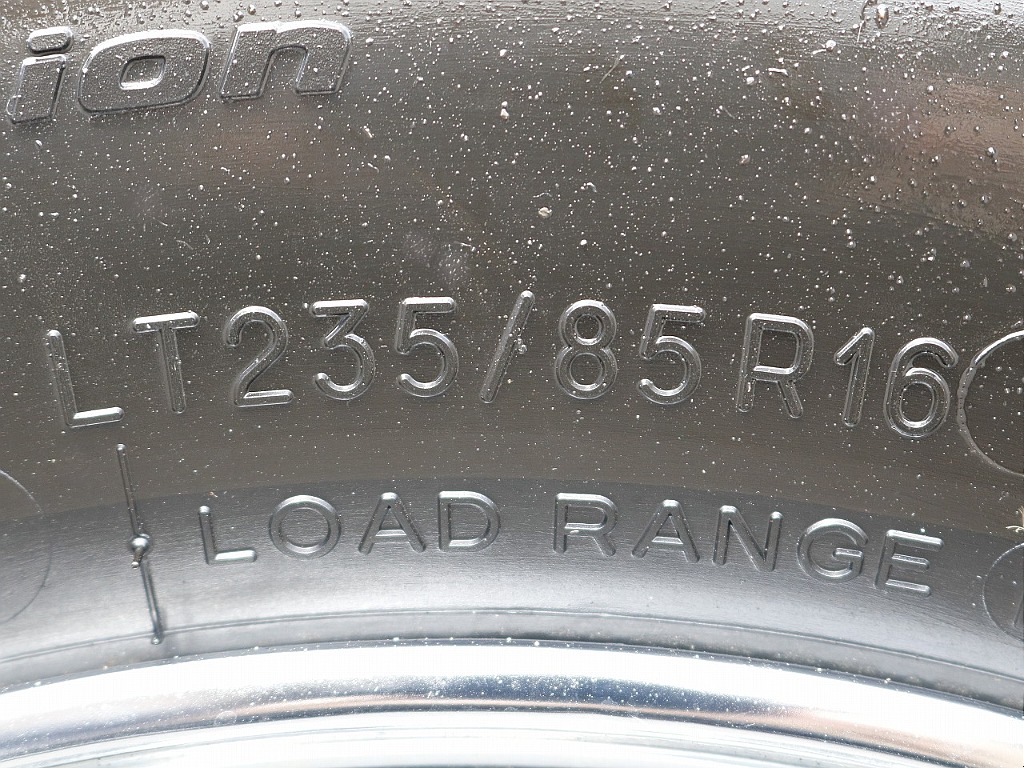 ion
LT235/85R16
LOAD RANGE